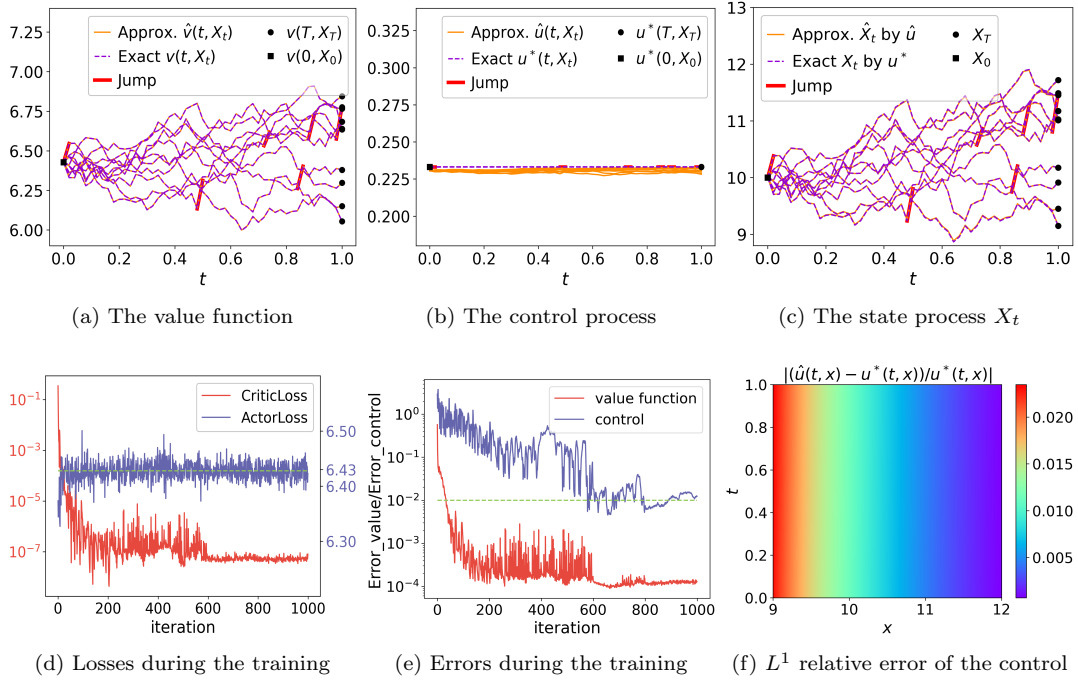 Approx. v̂(t, X_t)
Exact v(t, X_t)
Jump
v(T, X_T)
v(0, X_0)
7.25
7.00
6.75
6.50
6.25
6.00
0.0 0.2 0.4 0.6 0.8 1.0
t
(a) The value function
Approx. û(t, X_t)
Exact u*(t, X_t)
Jump
u*(T, X_T)
u*(0, X_0)
0.325
0.300
0.275
0.250
0.225
0.200
0.0 0.2 0.4 0.6 0.8 1.0
t
(b) The control process
Approx. X̂_t by û
Exact X_t by u*
Jump
X_T
X_0
13
12
11
10
9
0.0 0.2 0.4 0.6 0.8 1.0
t
(c) The state process X_t
CriticLoss
ActorLoss
10^-1
10^-3
10^-5
10^-7
6.50
6.43
6.40
6.30
0 200 400 600 800 1000
iteration
(d) Losses during the training
value function
control
Error_value/Error_control
10^0
10^-1
10^-2
10^-3
10^-4
0 200 400 600 800 1000
iteration
(e) Errors during the training
|(û(t, x) − u*(t, x))/u*(t, x)|
t
1.0
0.8
0.6
0.4
0.2
0.0
9 10 11 12
x
0.020
0.015
0.010
0.005
(f) L^1 relative error of the control